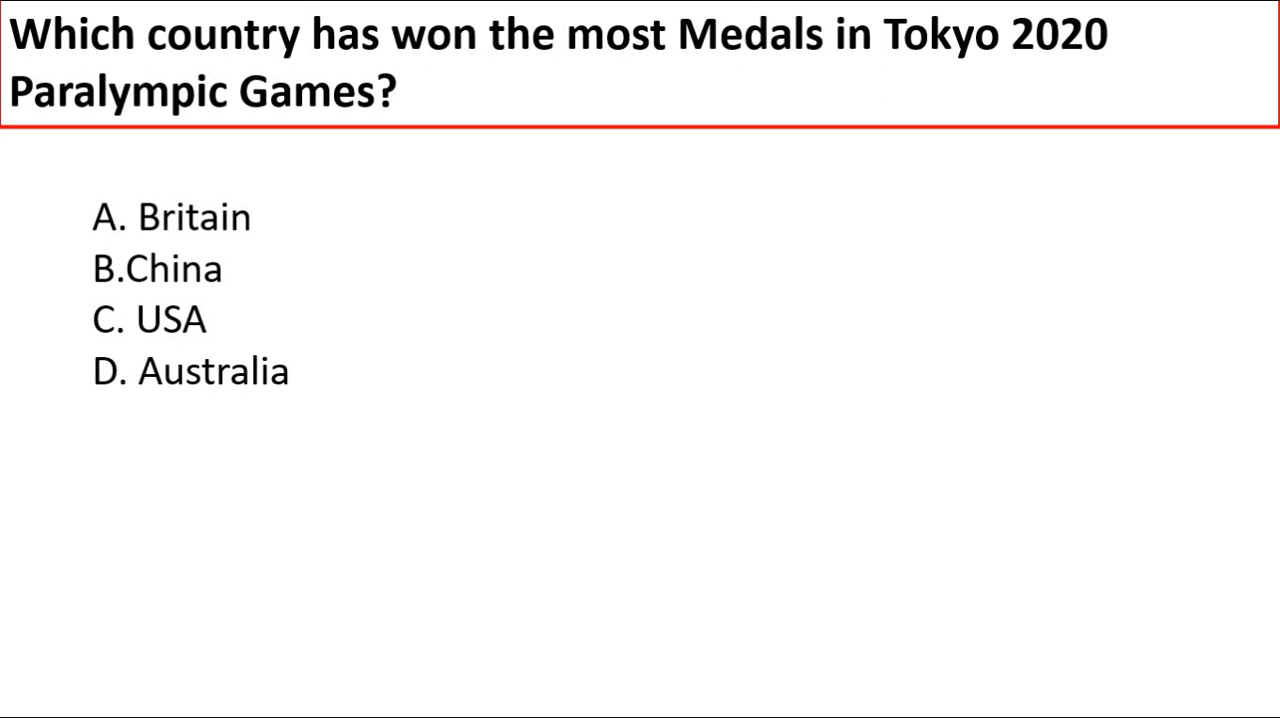 Which country has won the most Medals in Tokyo 2020
Paralympic Games?
A. Britain
B.China
C. USA
D. Australia